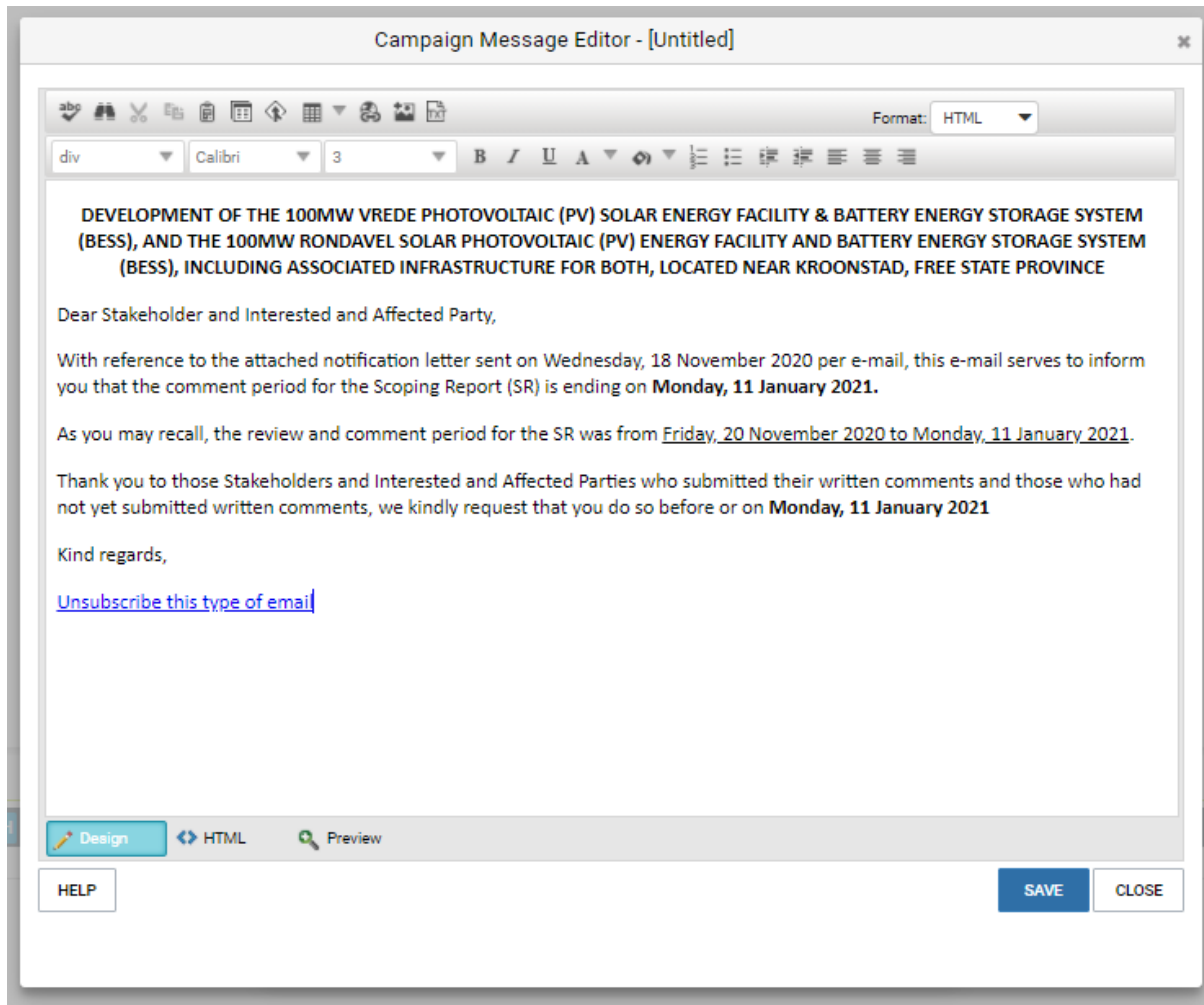 Campaign Message Editor - [Untitled]
abc
TXT
Format: HTML
div Calibri 3 B I U A
DEVELOPMENT OF THE 100MW VREDE PHOTOVOLTAIC (PV) SOLAR ENERGY FACILITY & BATTERY ENERGY STORAGE SYSTEM
(BESS), AND THE 100MW RONDAVEL SOLAR PHOTOVOLTAIC (PV) ENERGY FACILITY AND BATTERY ENERGY STORAGE SYSTEM
(BESS), INCLUDING ASSOCIATED INFRASTRUCTURE FOR BOTH, LOCATED NEAR KROONSTAD, FREE STATE PROVINCE
Dear Stakeholder and Interested and Affected Party,
With reference to the attached notification letter sent on Wednesday, 18 November 2020 per e-mail, this e-mail serves to inform
you that the comment period for the Scoping Report (SR) is ending on Monday, 11 January 2021.
As you may recall, the review and comment period for the SR was from Friday, 20 November 2020 to Monday, 11 January 2021.
Thank you to those Stakeholders and Interested and Affected Parties who submitted their written comments and those who had
not yet submitted written comments, we kindly request that you do so before or on Monday, 11 January 2021
Kind regards,
Unsubscribe this type of email
Design HTML Preview
HELP SAVE CLOSE